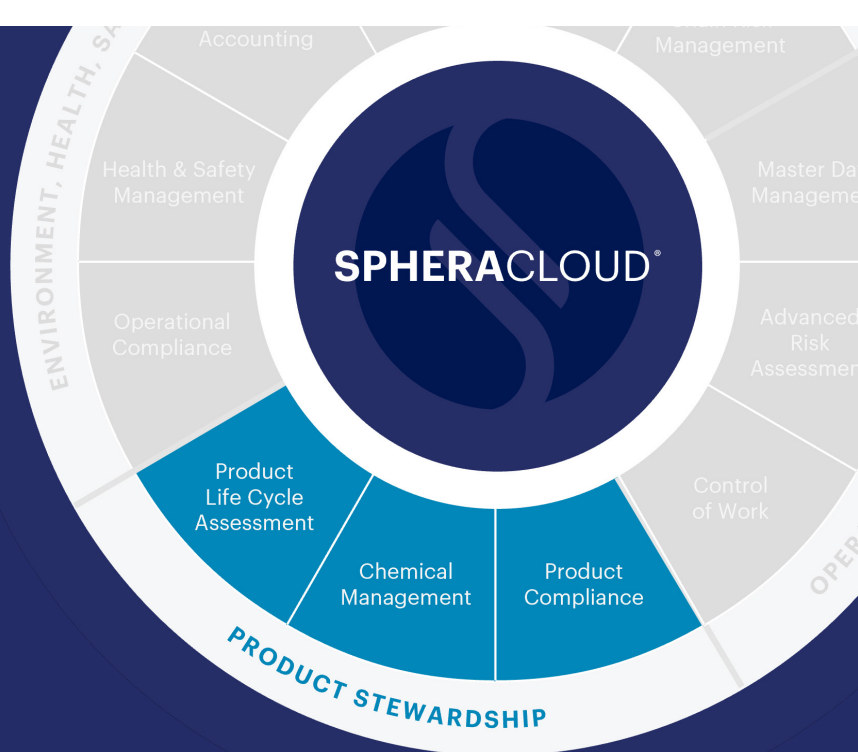 Accounting
Management
ENVIRONMENT, HEALTH,
Health & Safety
Management
Master
SPHERACLOUD®
Operational
Compliance
Advanced
Risk
Product
Life Cycle
Assessment
Control
of Work
Chemical
Management
Product
Compliance
PRODUCT STEWARDSHIP